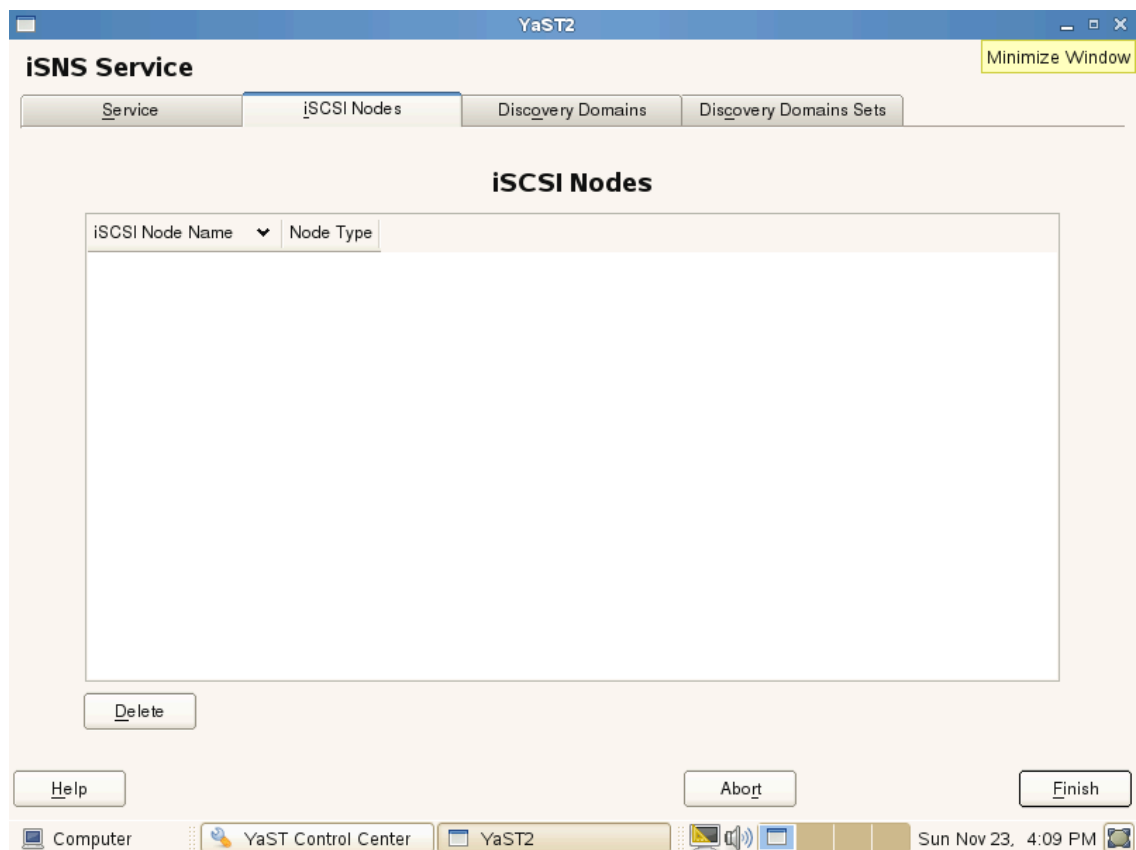 YaST2
Minimize Window
iSNS Service
Service
iSCSI Nodes
Discovery Domains
Discovery Domains Sets
iSCSI Nodes
iSCSI Node Name
Node Type
Delete
Help
Abort
Finish
Computer
YaST Control Center
YaST2
Sun Nov 23, 4:09 PM